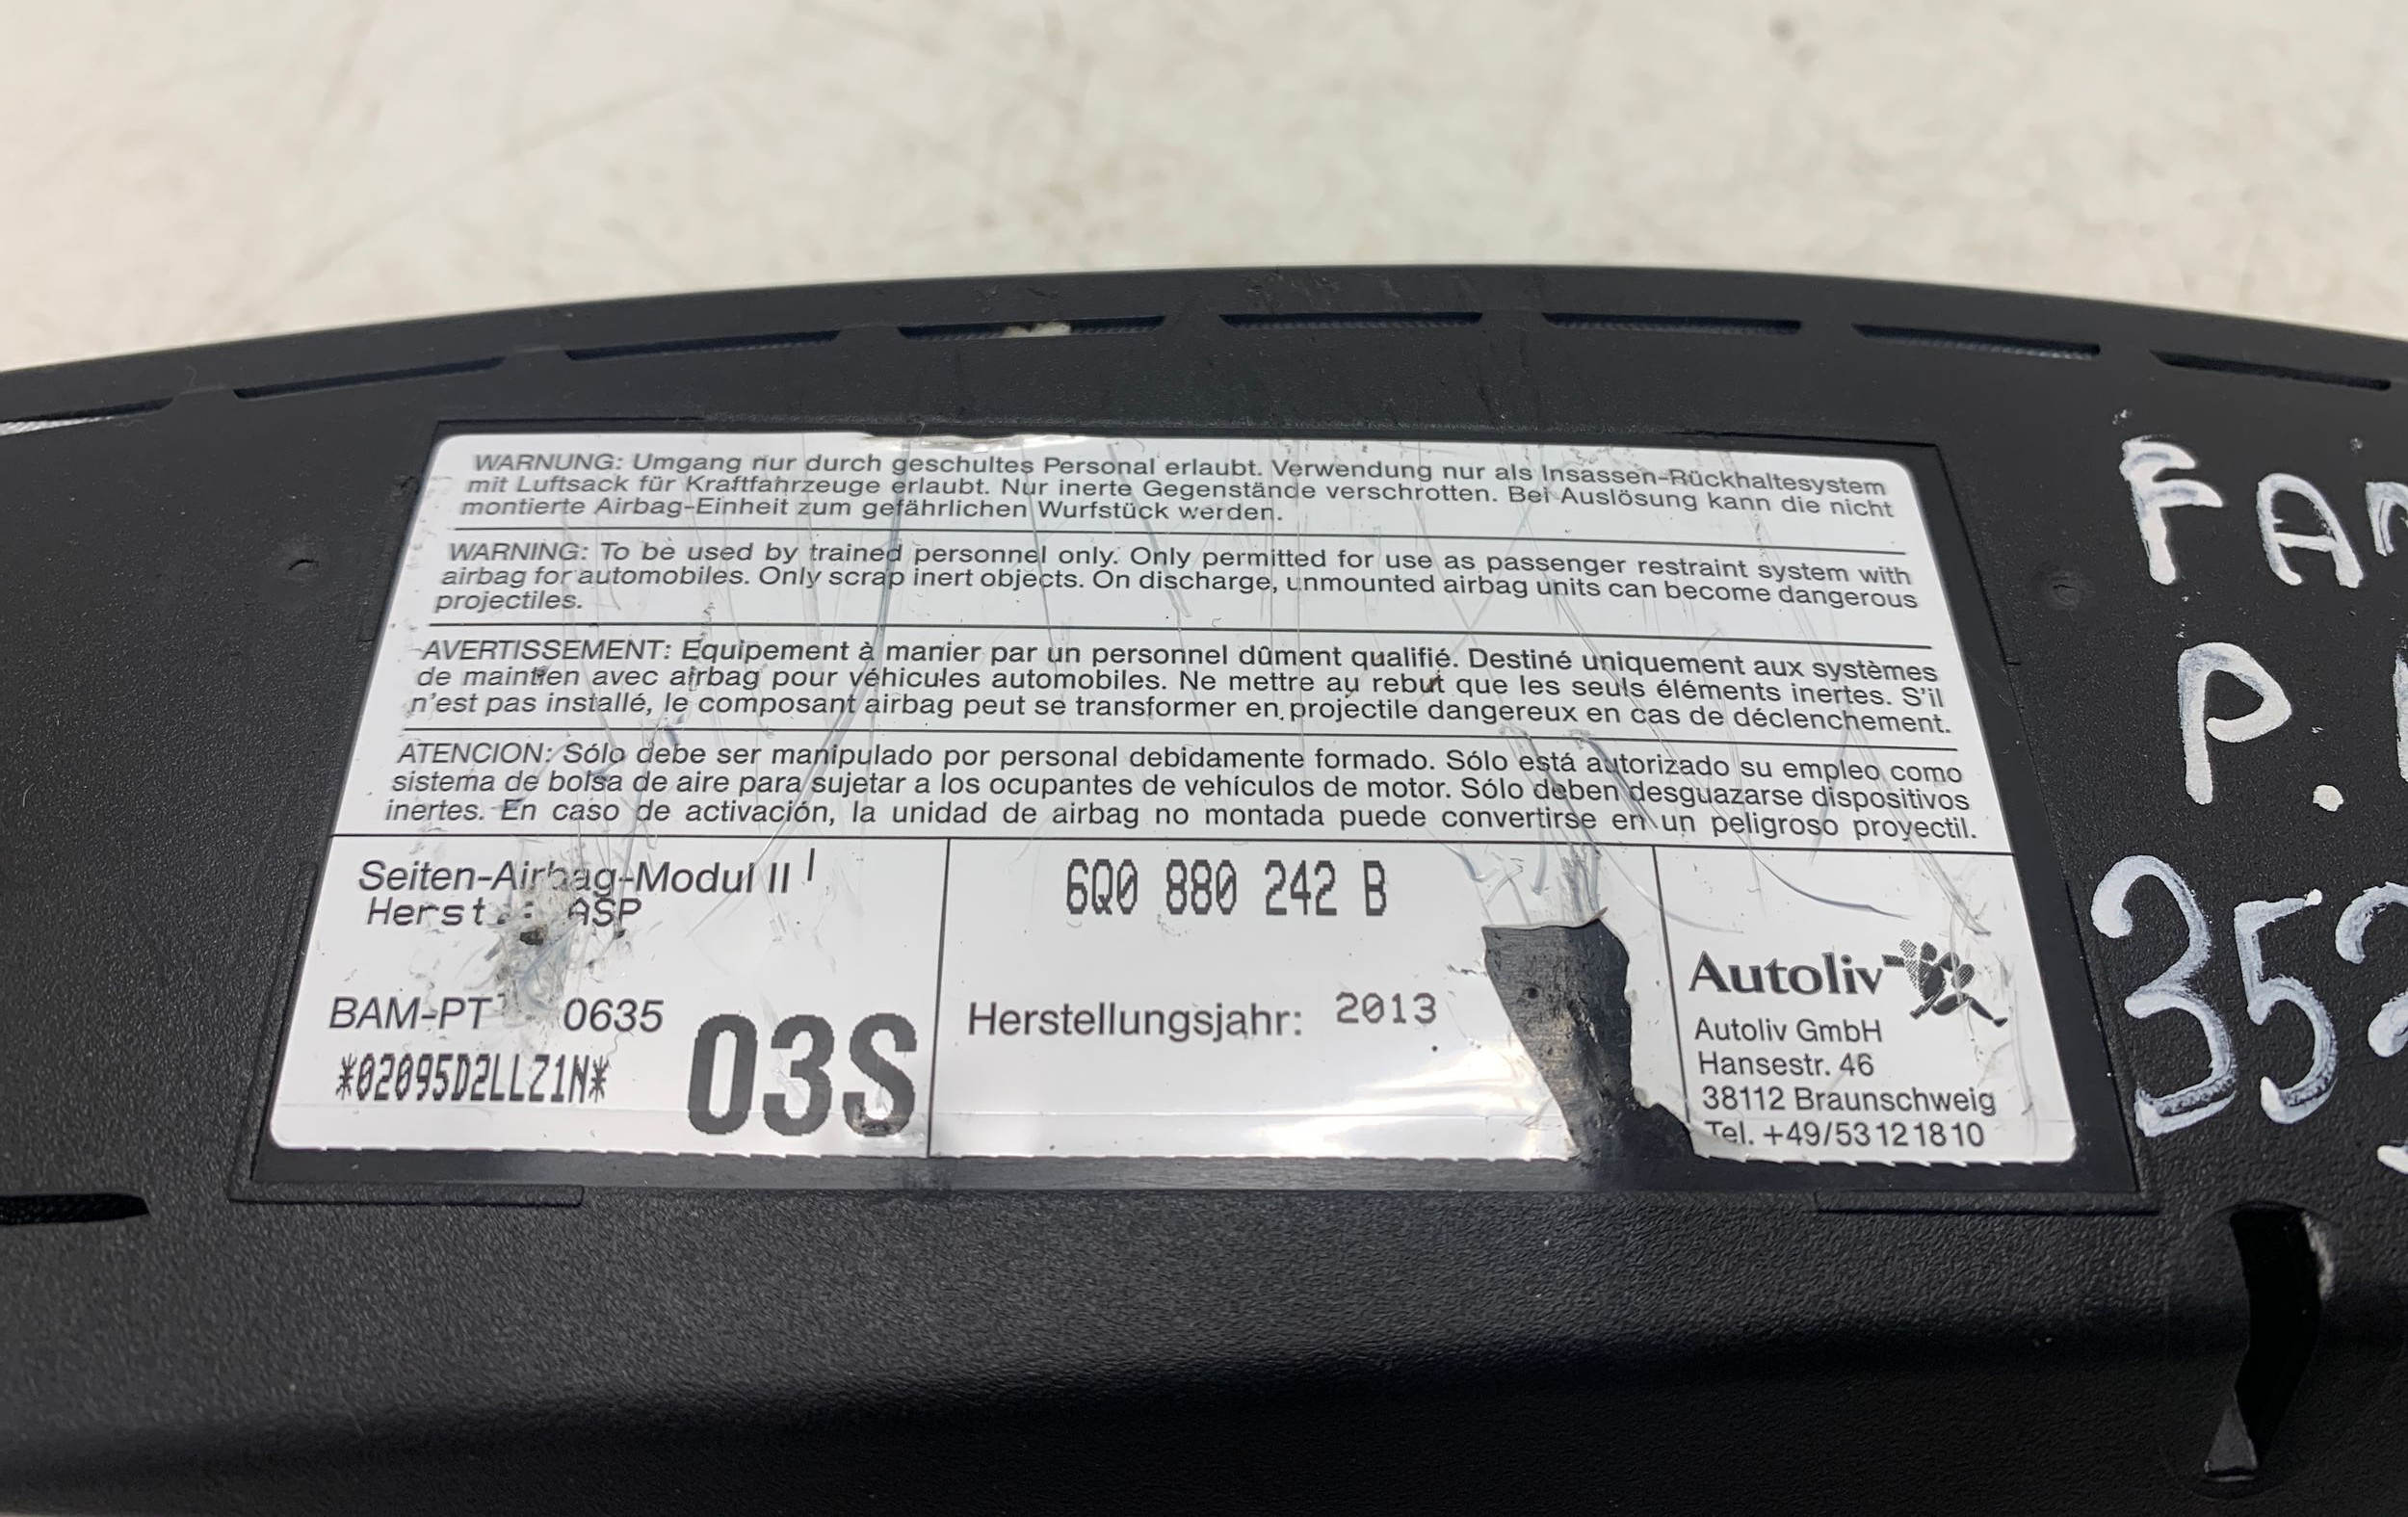 WARNUNG: Umgang nur durch geschultes Personal erlaubt. Verwendung nur als Insassen-Rückhaltesystem
mit Luftsack für Kraftfahrzeuge erlaubt. Nur inerte Gegenstände verschrotten. Bei Auslösung kann die nicht
montierte Airbag-Einheit zum gefährlichen Wurfstück werden.
WARNING: To be used by trained personnel only. Only permitted for use as passenger restraint system with
airbag for automobiles. Only scrap inert objects. On discharge, unmounted airbag units can become dangerous
projectiles.
AVERTISSEMENT: Equipement à manier par un personnel dûment qualifié. Destiné uniquement aux systèmes
de maintien avec airbag pour véhicules automobiles. Ne mettre au rebut que les seuls éléments inertes. S'il
n'est pas installé, le composant airbag peut se transformer en projectile dangereux en cas de déclenchement.
ATENCION: Sólo debe ser manipulado por personal debidamente formado. Sólo está autorizado su empleo como
sistema de bolsa de aire para sujetar a los ocupantes de vehículos de motor. Sólo deben desguazarse dispositivos
inertes. En caso de activación, la unidad de airbag no montada puede convertirse en un peligroso proyectil.
Seiten-Airbag-Modul II
Herst.: ASP
BAM-PT 0635
*02095D2LLZ1N*
03S
6Q0 880 242 B
Herstellungsjahr: 2013
Autoliv
Autoliv GmbH
Hansestr. 46
38112 Braunschweig
Tel. +49/53121810
P.